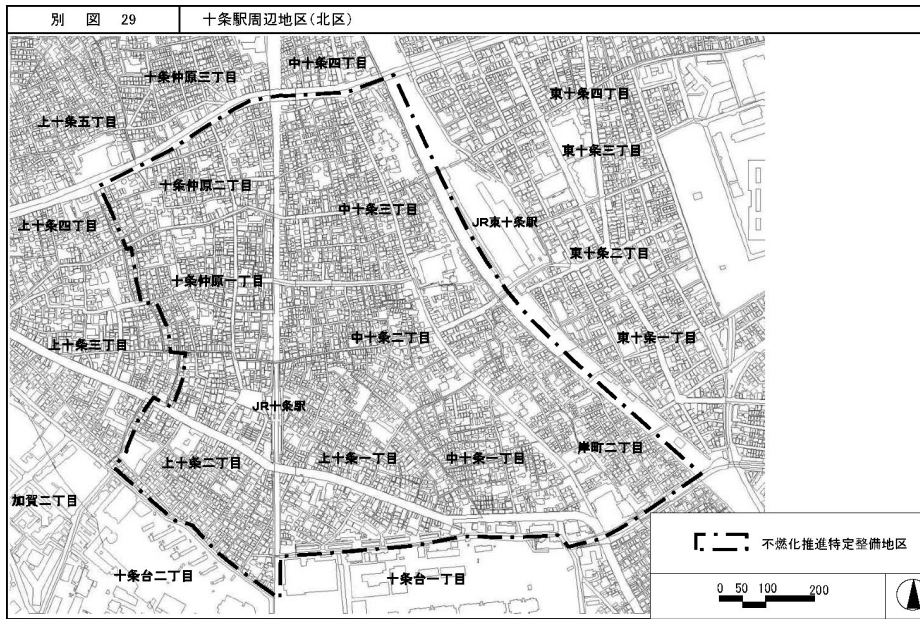 別 図 29
十条駅周辺地区(北区)
中十条四丁目
十条仲原三丁目
東十条四丁目
上十条五丁目
東十条三丁目
十条仲原二丁目
中十条三丁目
上十条四丁目
JR東十条駅
東十条二丁目
十条仲原一丁目
中十条二丁目
東十条一丁目
上十条三丁目
JR十条駅
岸町二丁目
上十条二丁目
上十条一丁目
中十条一丁目
加賀二丁目
十条台二丁目
十条台一丁目
不燃化推進特定整備地区
0 50 100 200